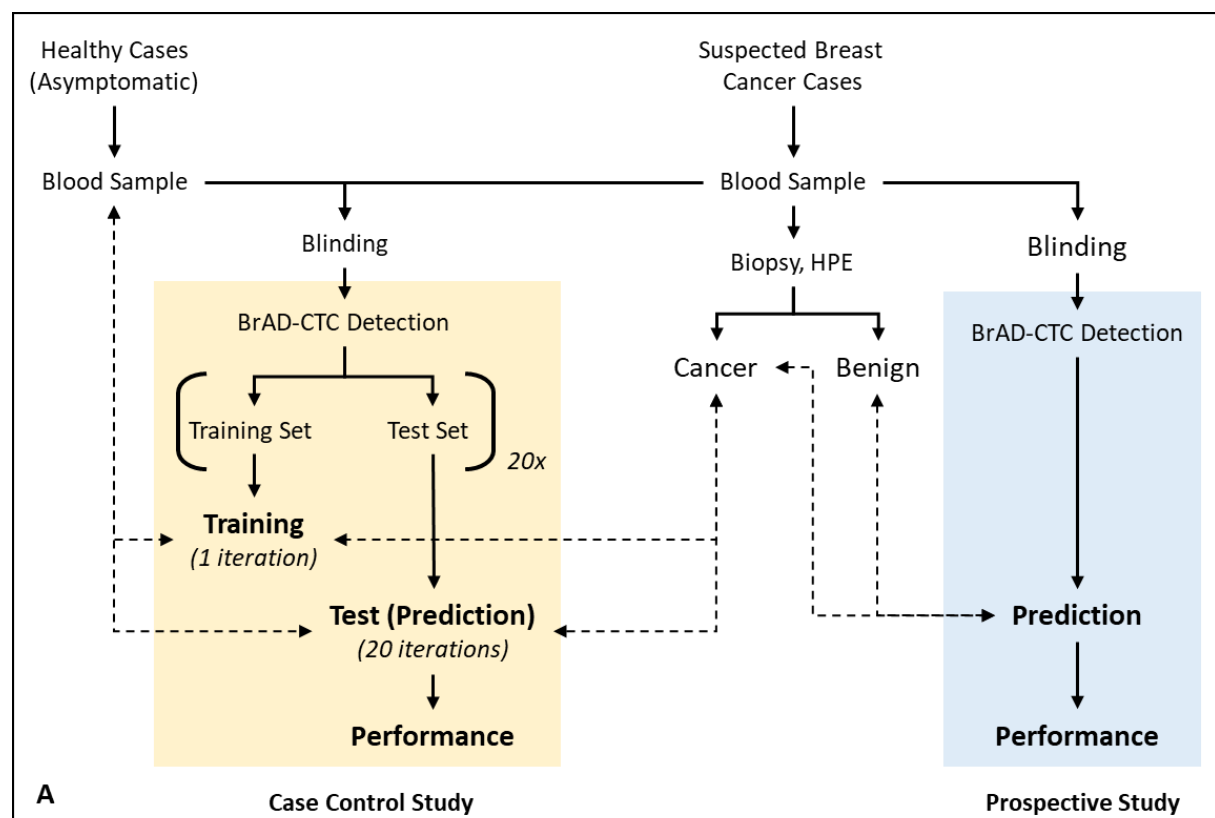 Healthy Cases
(Asymptomatic)
Suspected Breast
Cancer Cases
Blood Sample
Blood Sample
Blinding
Biopsy, HPE
Blinding
BrAD-CTC Detection
BrAD-CTC Detection
Cancer
Benign
Training Set
Test Set
20x
Training
(1 iteration)
Test (Prediction)
(20 iterations)
Prediction
Performance
Performance
A
Case Control Study
Prospective Study